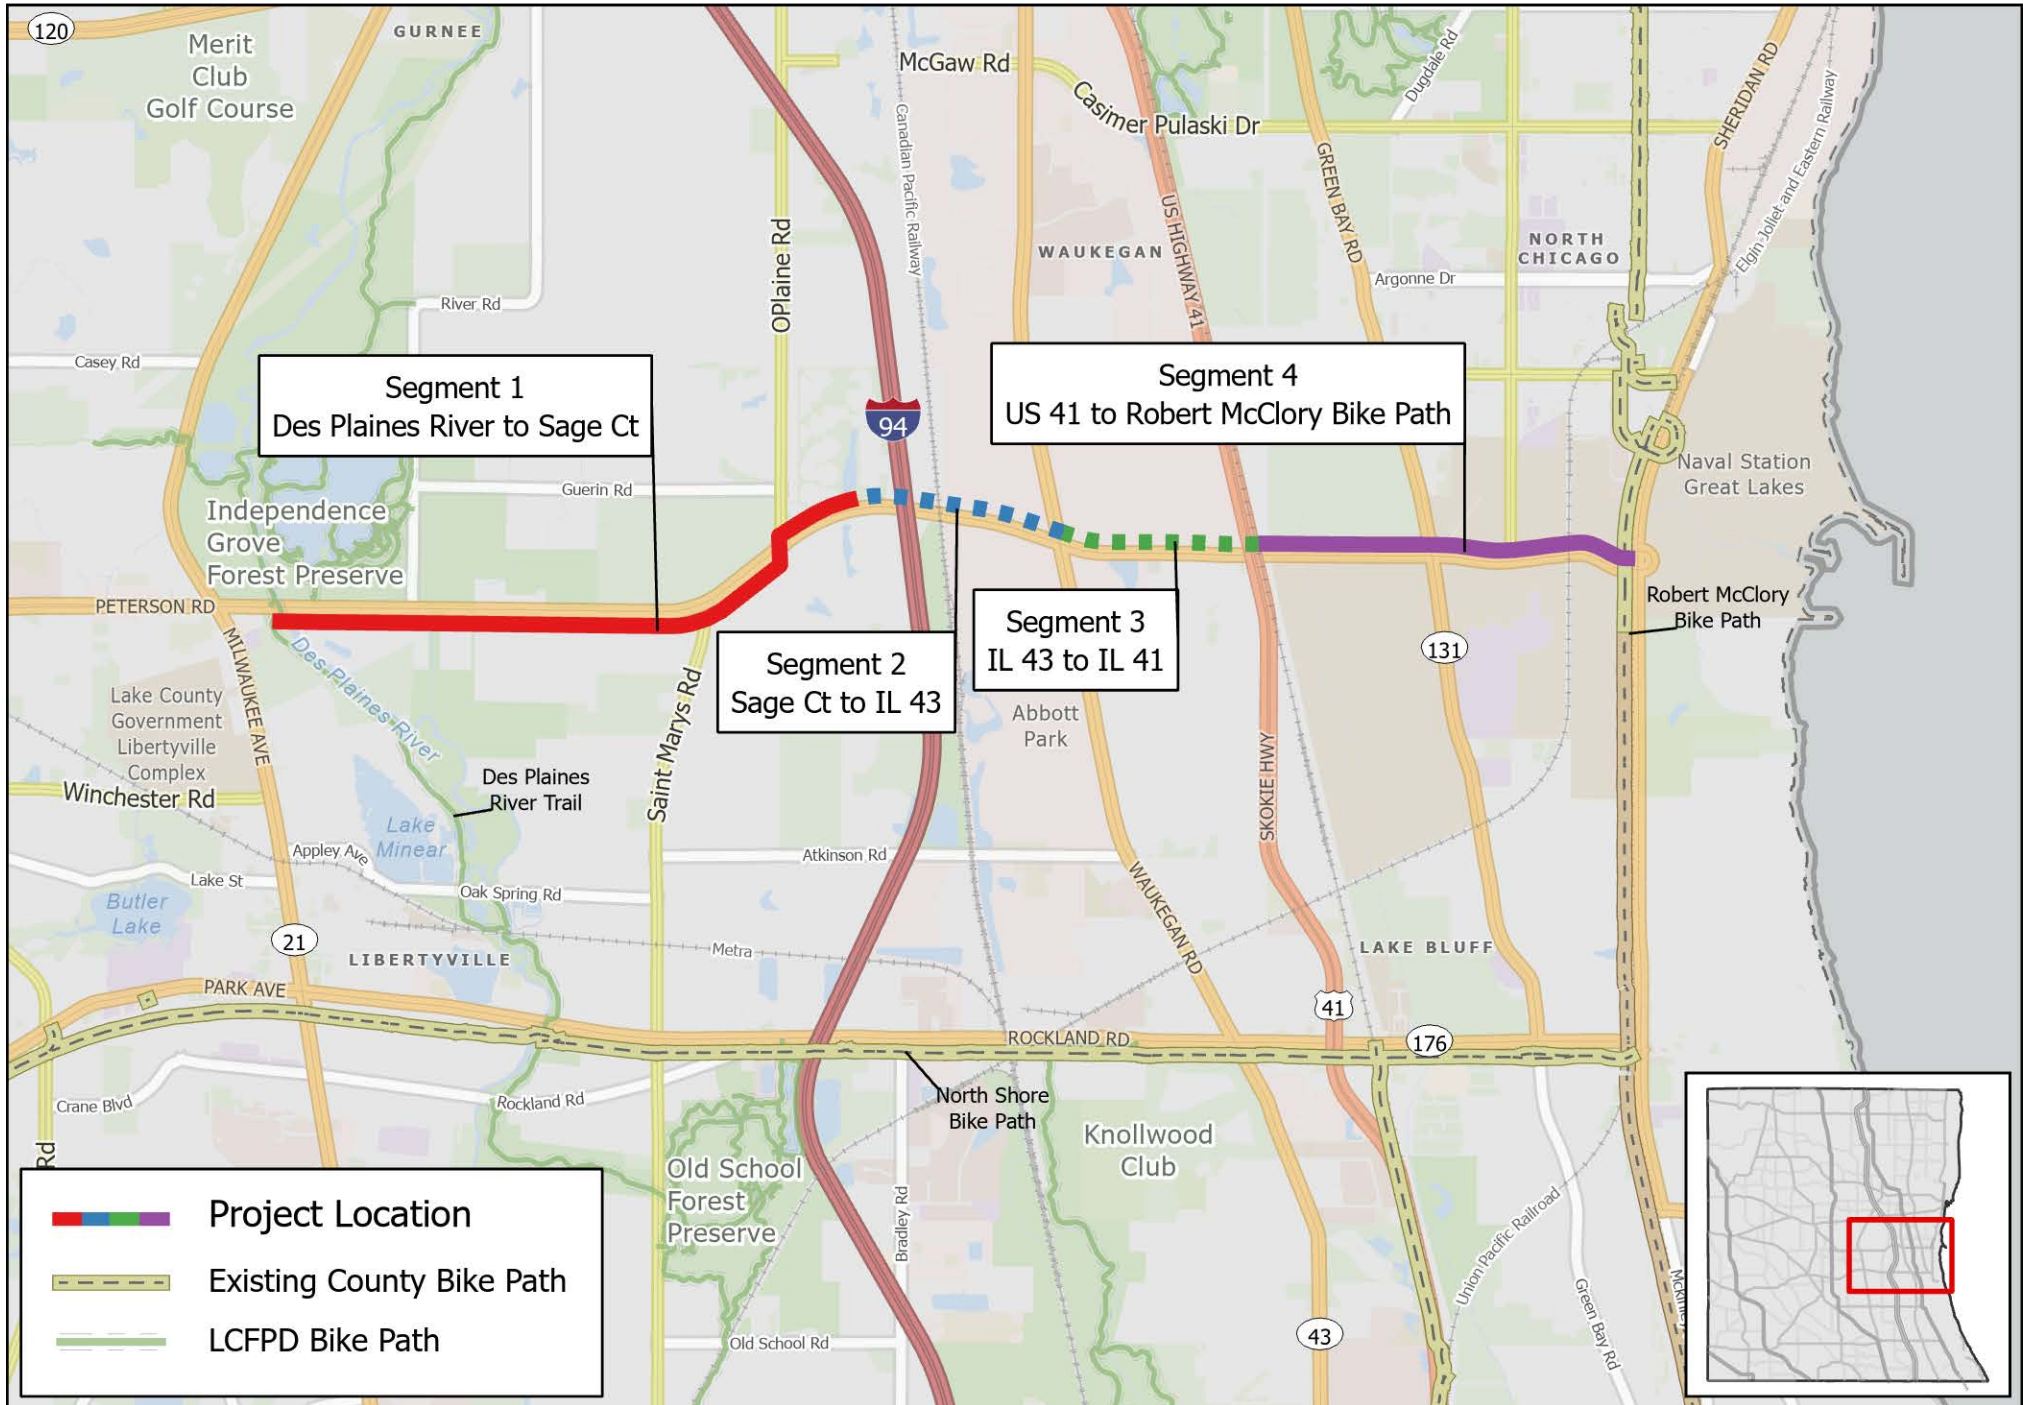 120
Merit
Club
Golf Course
GURNEE
McGaw Rd
Casimer Pulaski Dr
Dugdale Rd
SHERIDAN RD
Elgin Joliet and Eastern Railway
Canadian Pacific Railway
OPlaine Rd
WAUKEGAN
US HIGHWAY 41
GREEN BAY RD
NORTH
CHICAGO
Argonne Dr
River Rd
Casey Rd
Segment 1
Des Plaines River to Sage Ct
94
Segment 4
US 41 to Robert McClory Bike Path
Naval Station
Great Lakes
Guerin Rd
Independence
Grove
Forest Preserve
PETERSON RD
MILWAUKEE AVE
Des Plaines River
Robert McClory
Bike Path
Segment 3
IL 43 to IL 41
131
Segment 2
Sage Ct to IL 43
Saint Marys Rd
Lake County
Government
Libertyville
Complex
Abbott
Park
SKOKIE HWY
Des Plaines
River Trail
Winchester Rd
Lake
Minear
Appley Ave
Atkinson Rd
Lake St
Oak Spring Rd
Butler
Lake
WAUKEGAN RD
21
LIBERTYVILLE
Metra
LAKE BLUFF
PARK AVE
41
ROCKLAND RD
176
North Shore
Bike Path
Crane Blvd
Rockland Rd
Knollwood
Club
Rd
Old School
Forest
Preserve
Bradley Rd
Union Pacific Railroad
Green Bay Rd
McKinley
Old School Rd
43
Project Location
Existing County Bike Path
LCFPD Bike Path